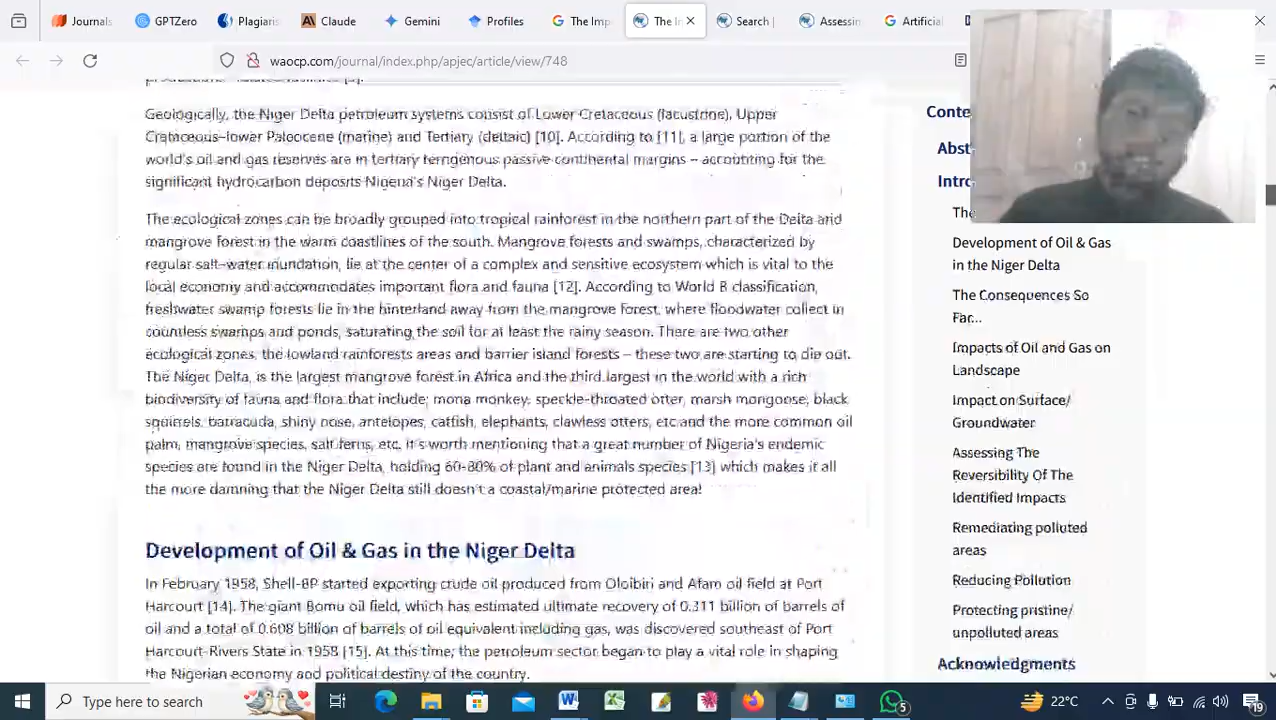 Journals
GPTZero
Plagiaris
Claude
Gemini
Profiles
The Imp
The I
Search |
Assessin
Artificial
waocp.com/journal/index.php/apjec/article/view/748
Geologically, the Niger Delta petroleum systems consist of Lower Cretaceous (lacustrine), Upper
Cretaceous–lower Paleocene (marine) and Tertiary (deltaic) [10]. According to [11], a large portion of the
world's oil and gas reserves are in tertiary terrigenous passive continental margins – accounting for the
significant hydrocarbon deposits Nigeria's Niger Delta.
The ecological zones can be broadly grouped into tropical rainforest in the northern part of the Delta and
mangrove forest in the warm coastlines of the south. Mangrove forests and swamps, characterized by
regular salt-water inundation, lie at the center of a complex and sensitive ecosystem which is vital to the
local economy and accommodates important flora and fauna [12]. According to World B classification,
freshwater swamp forests lie in the hinterland away from the mangrove forest, where floodwater collect in
countless swamps and ponds, saturating the soil for at least the rainy season. There are two other
ecological zones, the lowland rainforests areas and barrier island forests – these two are starting to die out.
The Niger Delta, is the largest mangrove forest in Africa and the third largest in the world with a rich
biodiversity of fauna and flora that include; mona monkey, speckle-throated otter, marsh mongoose, black
squirrels, barracuda, shiny nose, antelopes, catfish, elephants, clawless otters, etc and the more common oil
palm, mangrove species, salt ferns, etc. It's worth mentioning that a great number of Nigeria's endemic
species are found in the Niger Delta, holding 60-80% of plant and animals species [13] which makes it all
the more damning that the Niger Delta still doesn't a coastal/marine protected area!
Development of Oil & Gas in the Niger Delta
In February 1958, Shell-BP started exporting crude oil produced from Oloibiri and Afam oil field at Port
Harcourt [14]. The giant Bomu oil field, which has estimated ultimate recovery of 0.311 billion of barrels of
oil and a total of 0.608 billion of barrels of oil equivalent including gas, was discovered southeast of Port
Harcourt-Rivers State in 1958 [15]. At this time, the petroleum sector began to play a vital role in shaping
the Nigerian economy and political destiny of the country.
Conte
Abst
Intro
The
Development of Oil & Gas
in the Niger Delta
The Consequences So
Far...
Impacts of Oil and Gas on
Landscape
Impact on Surface/
Groundwater
Assessing The
Reversibility Of The
Identified Impacts
Remediating polluted
areas
Reducing Pollution
Protecting pristine/
unpolluted areas
Acknowledgments
Type here to search
5
22°C
19